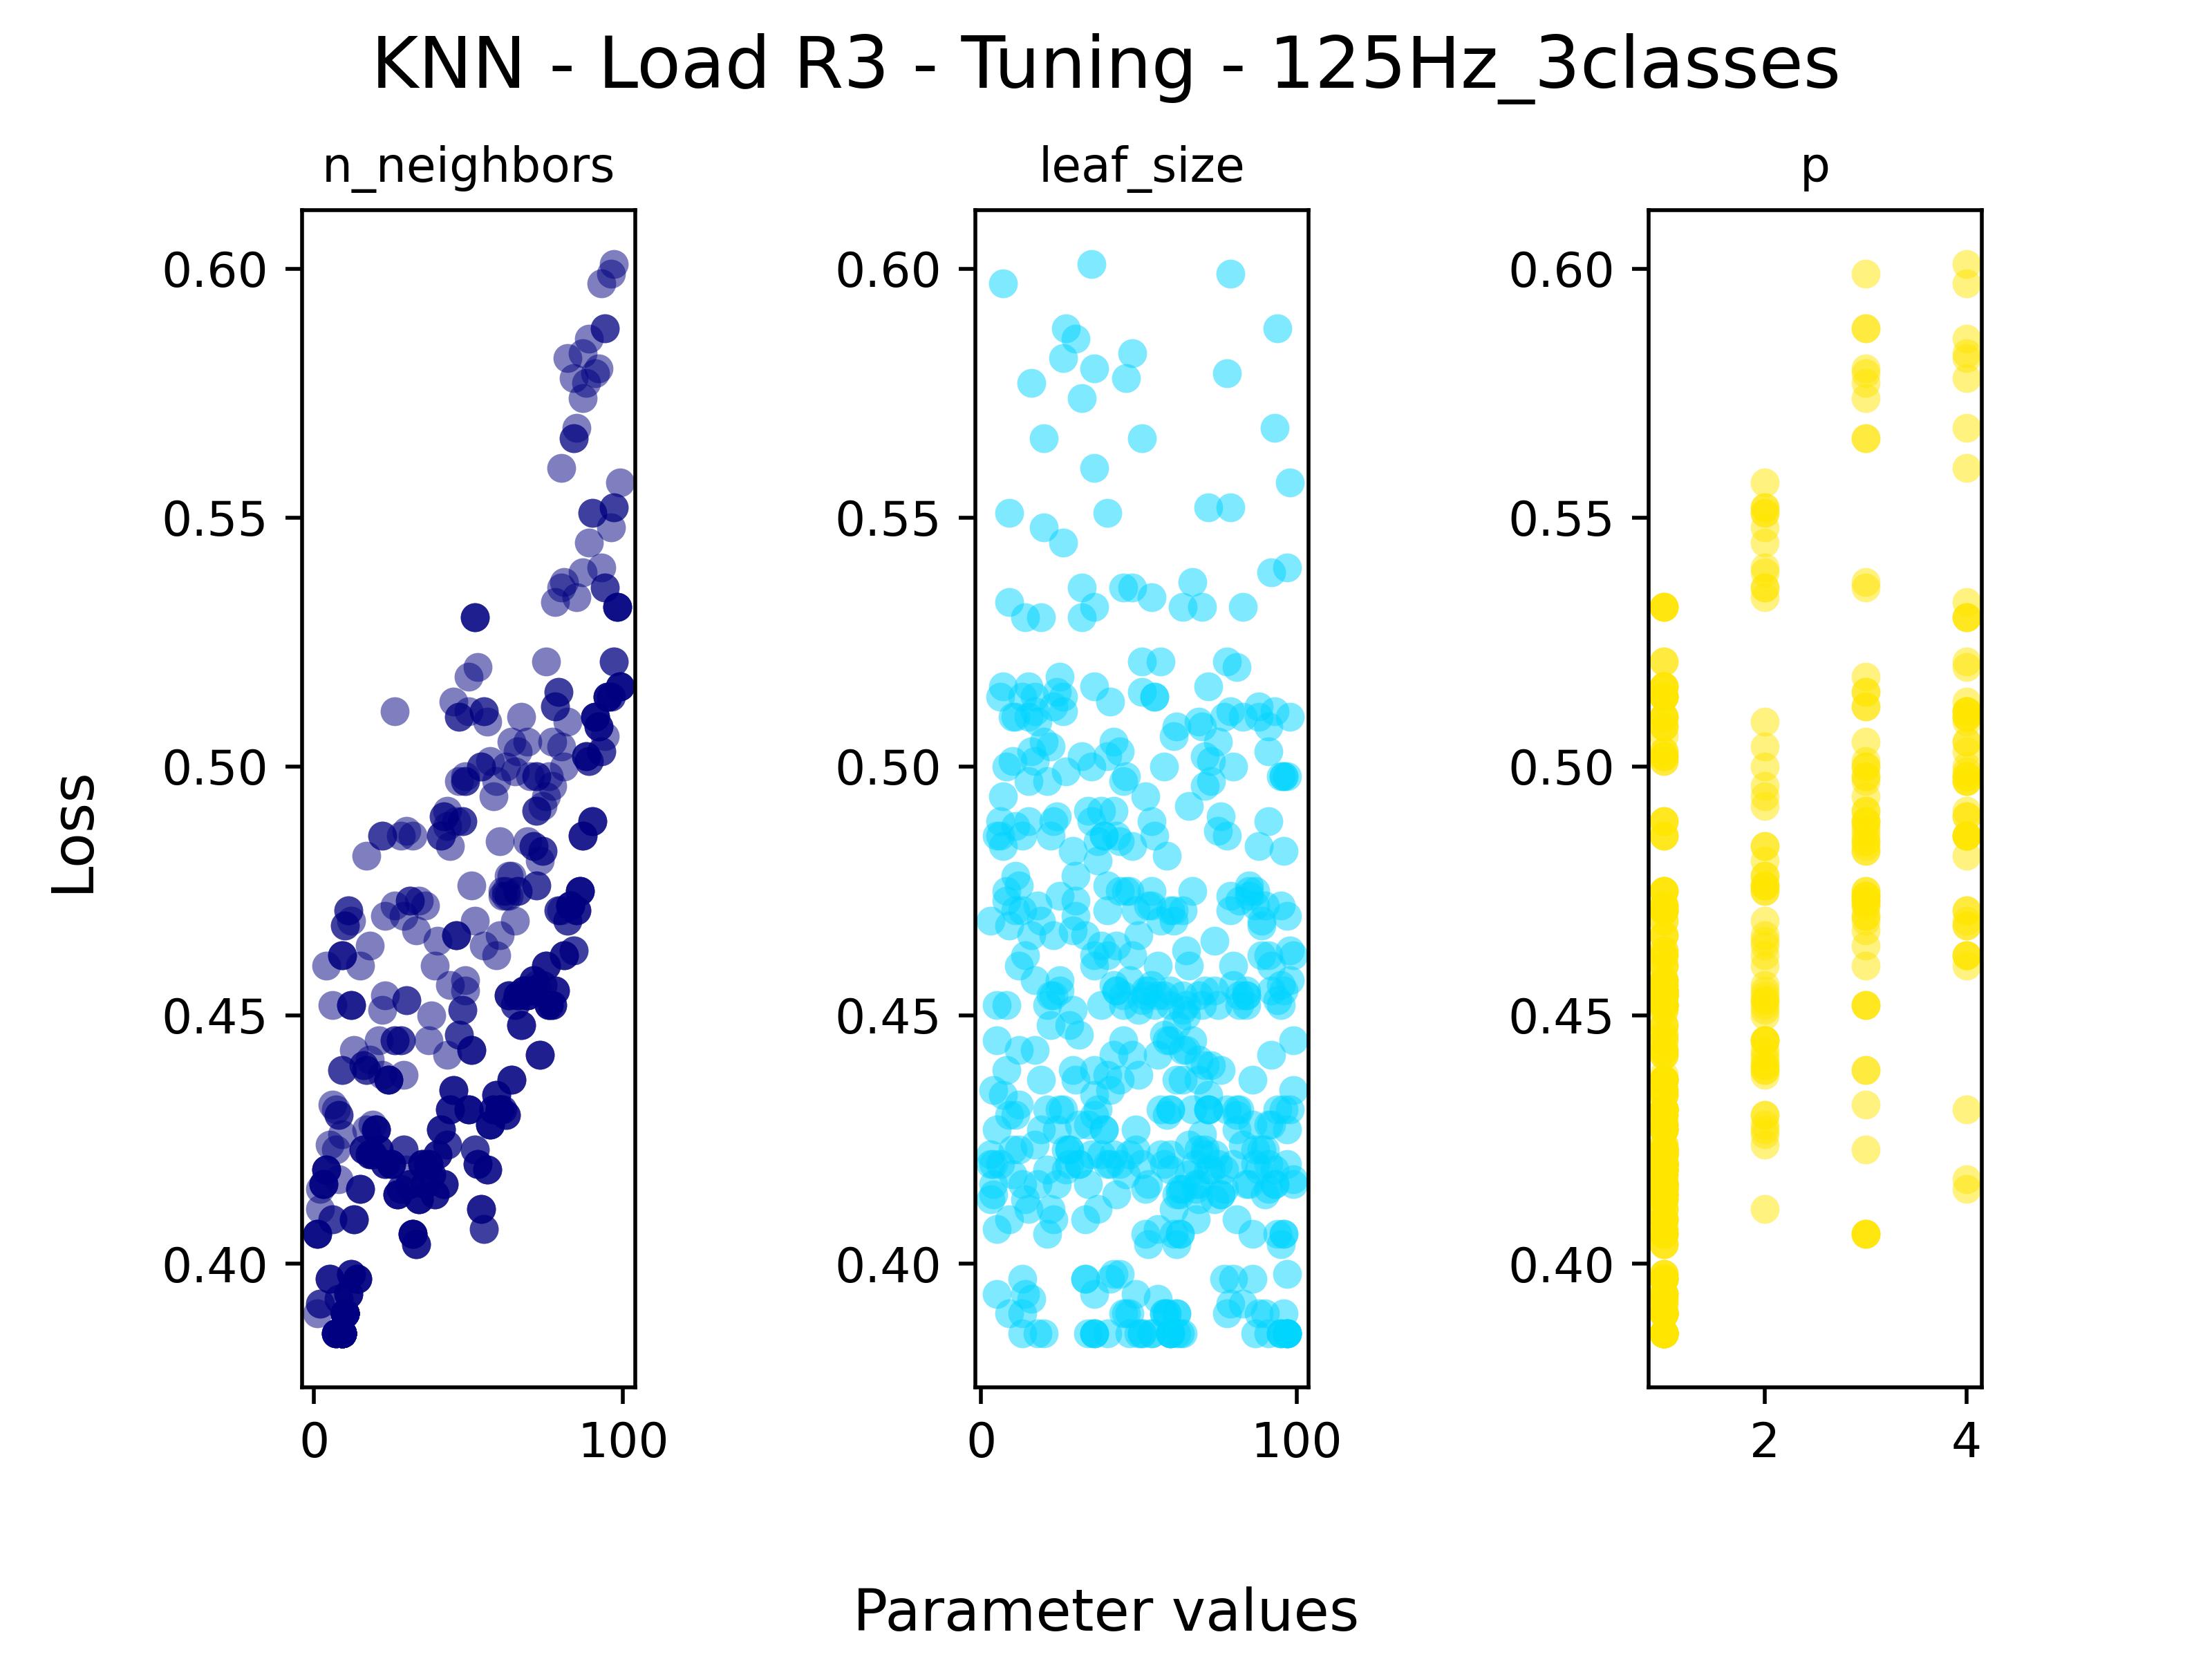 KNN - Load R3 - Tuning - 125Hz_3classes
n_neighbors leaf_size p
0.60 0.60 0.60
0.55 0.55 0.55
0.50 0.50 0.50
0.45 0.45 0.45
0.40 0.40 0.40
Loss
0 100 0 100 2 4
Parameter values